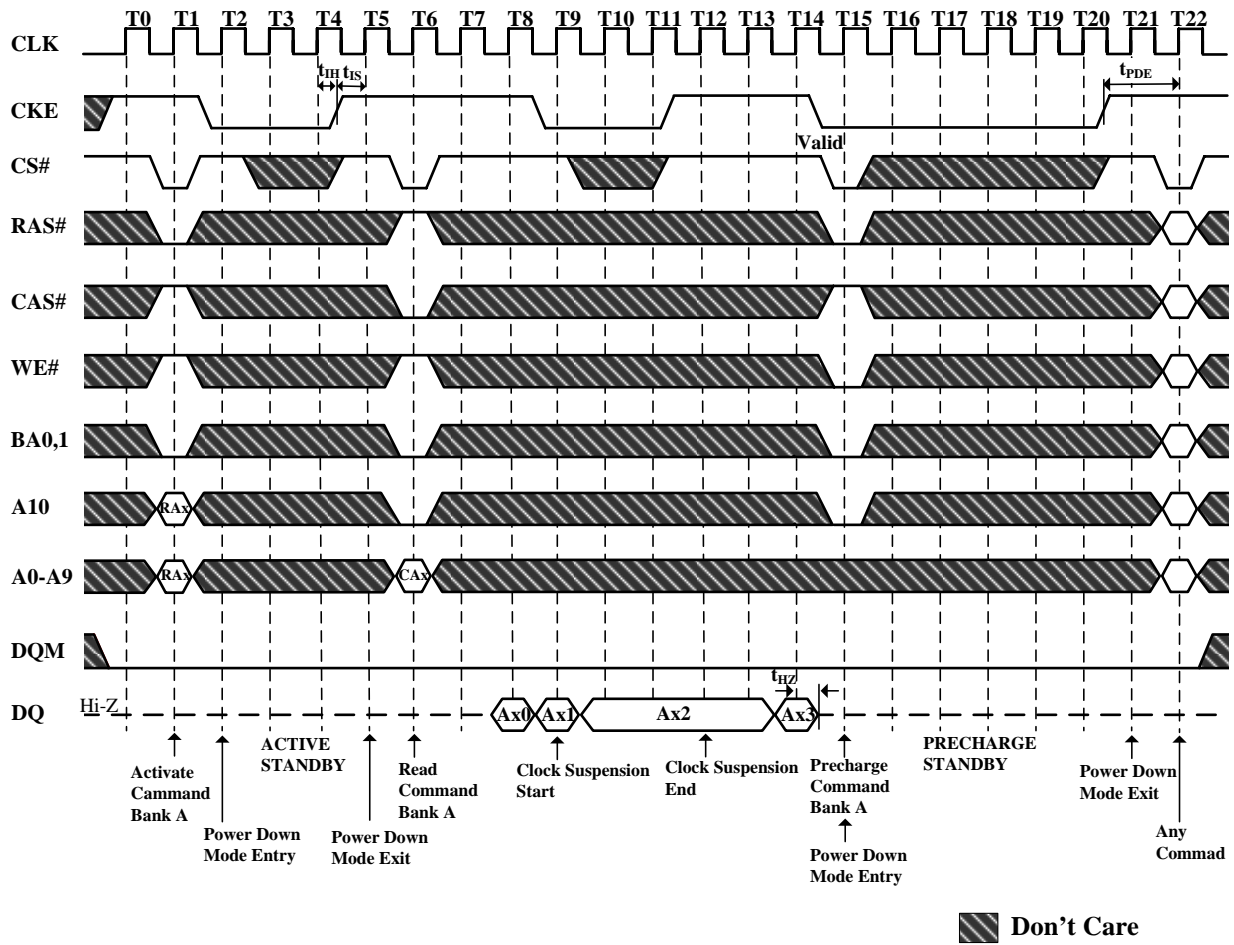 T0 T1 T2 T3 T4 T5 T6 T7 T8 T9 T10 T11 T12 T13 T14 T15 T16 T17 T18 T19 T20 T21 T22
CLK
tIH tIS tPDE
CKE
Valid
CS#
RAS#
CAS#
WE#
BA0,1
A10 RAx
A0-A9 RAx CAx
DQM
tHZ
DQ Hi-Z Ax0 Ax1 Ax2 Ax3
Activate
Cammand
Bank A
Power Down
Mode Entry
ACTIVE
STANDBY
Power Down
Mode Exit
Read
Command
Bank A
Clock Suspension
Start
Clock Suspension
End
Precharge
Command
Bank A
Power Down
Mode Entry
PRECHARGE
STANDBY
Power Down
Mode Exit
Any
Commad
Don't Care